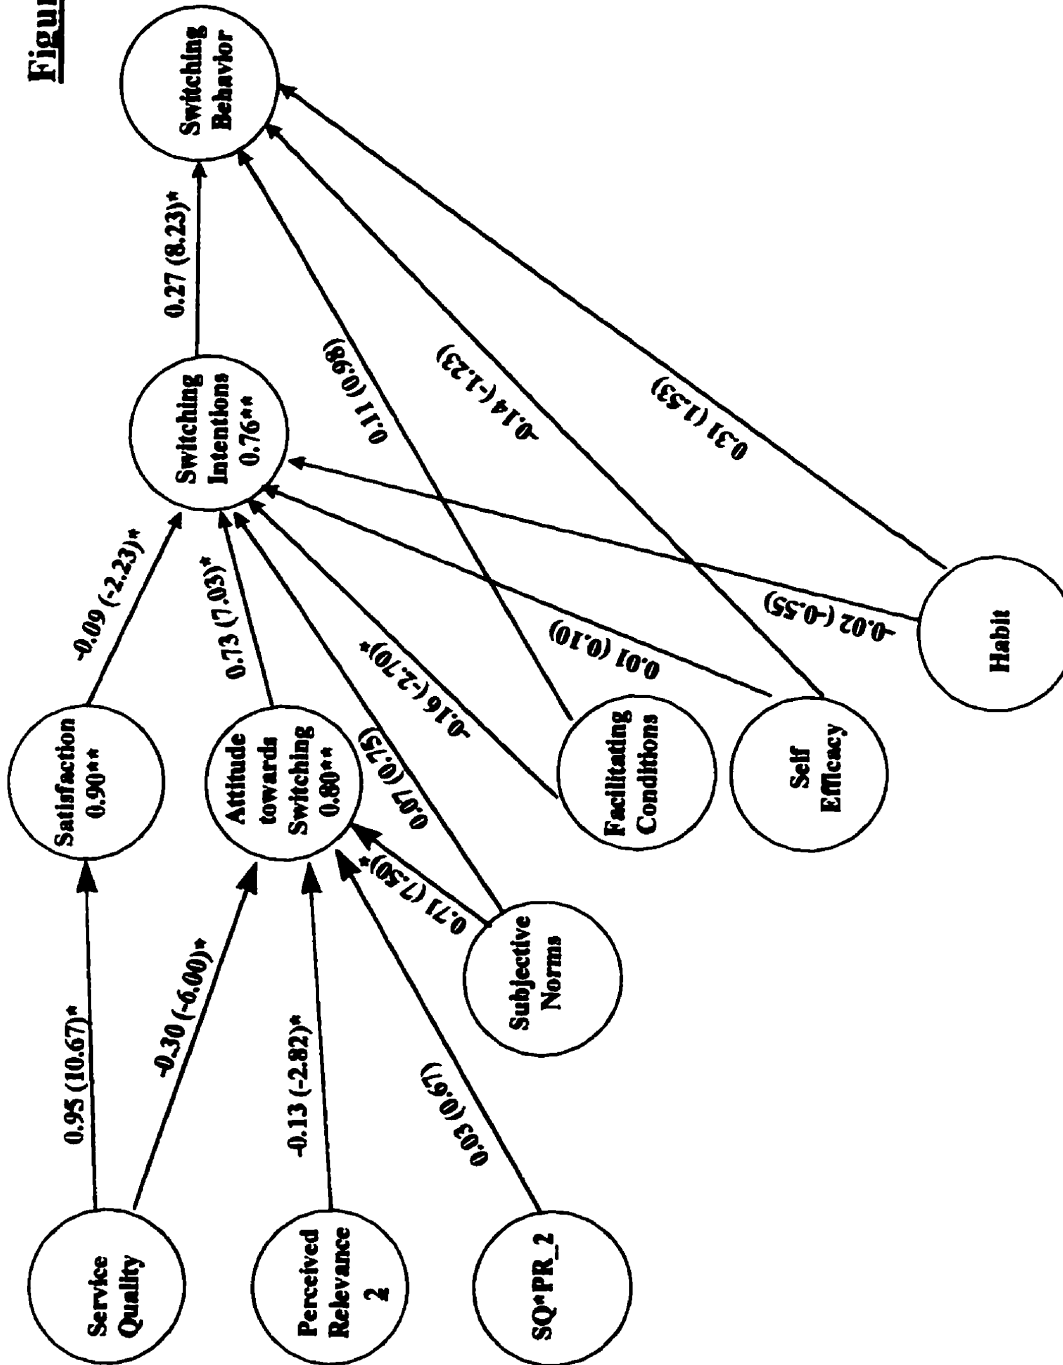 Figur
Service
Quality
Perceived
Relevance
2
SQ*PR_2
0.95 (10.67)*
-0.30 (-6.00)*
-0.13 (-2.82)*
0.03 (0.67)
Subjective
Norms
0.71 (7.50)*
0.07 (0.75)
Satisfaction
0.90**
Attitude
towards
Switching
0.80**
Facilitating
Conditions
Self
Efficacy
Habit
-0.09 (-2.23)*
0.73 (7.03)*
-0.16 (-2.70)*
0.01 (0.10)
-0.02 (-0.55)
Switching
Intentions
0.76**
0.27 (8.23)*
0.11 (0.98)
-0.14 (-1.23)
0.31 (1.53)
Switching
Behavior